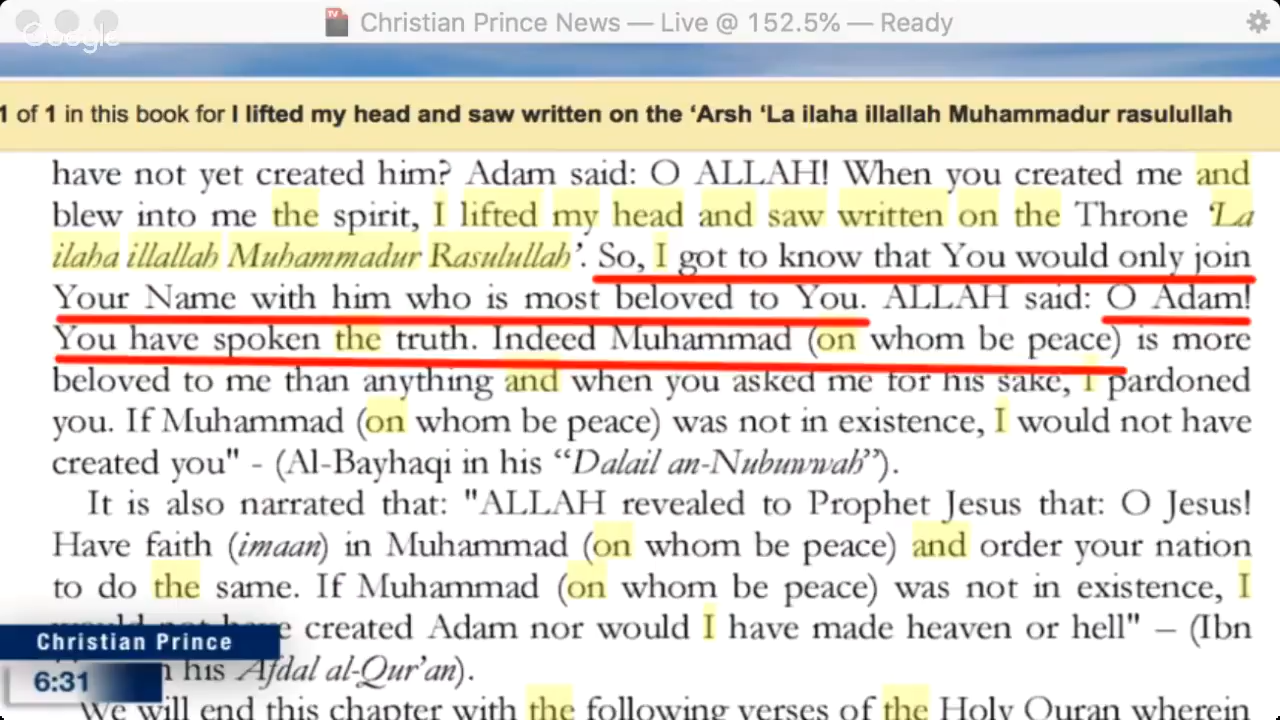 Google
TV
Christian Prince News — Live @ 152.5% — Ready
1 of 1 in this book for I lifted my head and saw written on the ‘Arsh ‘La ilaha illallah Muhammadur rasulullah
have not yet created him? Adam said: O ALLAH! When you created me and
blew into me the spirit, I lifted my head and saw written on the Throne ‘La
ilaha illallah Muhammadur Rasulullah’. So, I got to know that You would only join
Your Name with him who is most beloved to You. ALLAH said: O Adam!
You have spoken the truth. Indeed Muhammad (on whom be peace) is more
beloved to me than anything and when you asked me for his sake, I pardoned
you. If Muhammad (on whom be peace) was not in existence, I would not have
created you" - (Al-Bayhaqi in his “Dalail an-Nubuwwah”).
It is also narrated that: "ALLAH revealed to Prophet Jesus that: O Jesus!
Have faith (imaan) in Muhammad (on whom be peace) and order your nation
to do the same. If Muhammad (on whom be peace) was not in existence, I
would not have created Adam nor would I have made heaven or hell" – (Ibn
his Afdal al-Qur’an).
We will end this chapter with the following verses of the Holy Quran wherein
Christian Prince
6:31